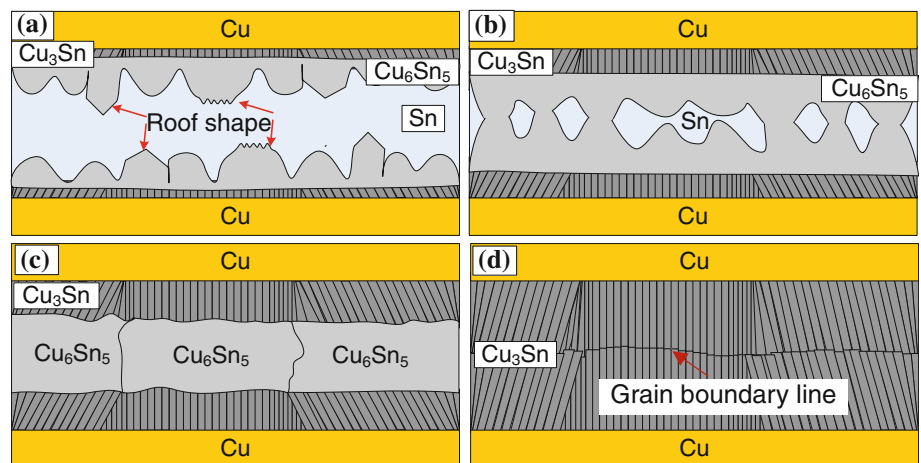 (a)
Cu
Cu₃Sn
Cu₆Sn₅
Roof shape
Sn
Cu
(b)
Cu
Cu₃Sn
Cu₆Sn₅
Sn
Cu
(c)
Cu
Cu₃Sn
Cu₆Sn₅
Cu₆Sn₅
Cu₆Sn₅
Cu
(d)
Cu
Cu₃Sn
Grain boundary line
Cu